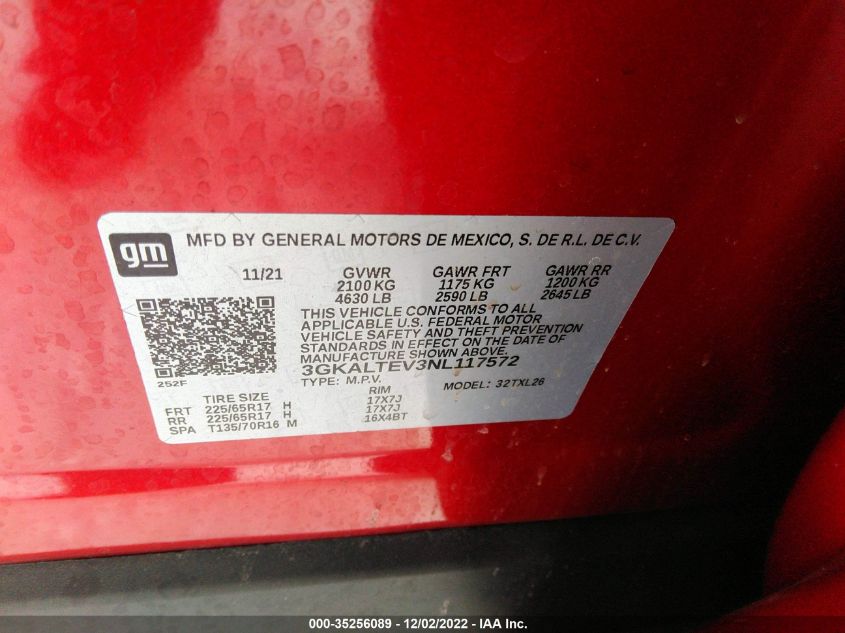 gm
MFD BY GENERAL MOTORS DE MEXICO, S. DE R.L. DE C.V.
11/21 GVWR GAWR FRT GAWR RR
2100 KG 1175 KG 1200 KG
4630 LB 2590 LB 2645 LB
THIS VEHICLE CONFORMS TO ALL
APPLICABLE U.S. FEDERAL MOTOR
VEHICLE SAFETY AND THEFT PREVENTION
STANDARDS IN EFFECT ON THE DATE OF
MANUFACTURE SHOWN ABOVE.
3GKALTEV3NL117572
252F TYPE: M.P.V. MODEL: 32TXL26
TIRE SIZE RIM
FRT 225/65R17 H 17X7J
RR 225/65R17 H 17X7J
SPA T135/70R16 M 16X4BT
000-35256089 - 12/02/2022 - IAA Inc.